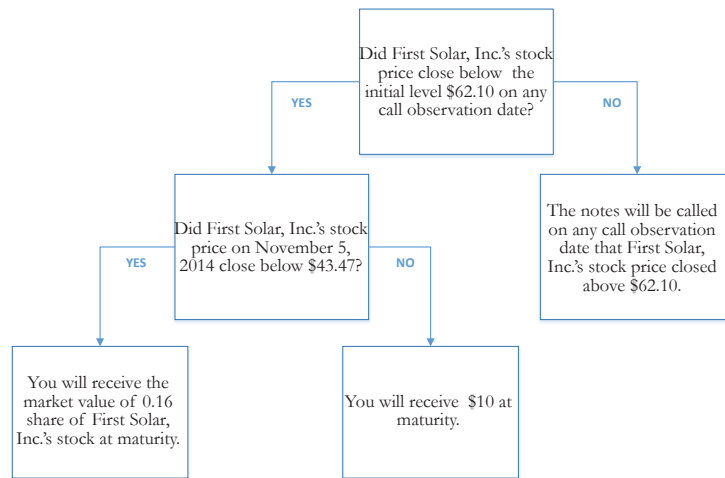 Did First Solar, Inc.'s stock
price close below the
initial level $62.10 on any
call observation date?
YES
NO
Did First Solar, Inc.'s stock
price on November 5,
2014 close below $43.47?
The notes will be called
on any call observation
date that First Solar,
Inc.'s stock price closed
above $62.10.
YES
NO
You will receive the
market value of 0.16
share of First Solar,
Inc.'s stock at maturity.
You will receive $10 at
maturity.